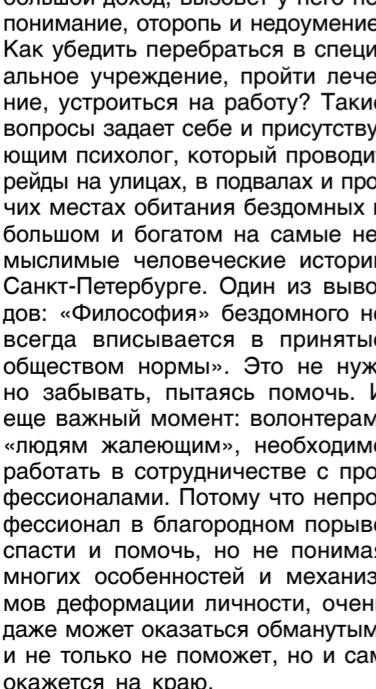 большой доход, вызовет у него не
понимание, оторопь и недоумение
Как убедить перебраться в специ
альное учреждение, пройти лече
ние, устроиться на работу? Такие
вопросы задает себе и присутству
ющим психолог, который проводит
рейды на улицах, в подвалах и про
чих местах обитания бездомных в
большом и богатом на самые не
мыслимые человеческие истории
Санкт-Петербурге. Один из выво
дов: «Философия» бездомного не
всегда вписывается в принятые
обществом нормы». Это не нуж
но забывать, пытаясь помочь. И
еще важный момент: волонтерам
«людям жалеющим», необходимо
работать в сотрудничестве с про
фессионалами. Потому что непро
фессионал в благородном порыве
спасти и помочь, но не понимая
многих особенностей и механиз
мов деформации личности, очень
даже может оказаться обманутым
и не только не поможет, но и сам
окажется на краю.